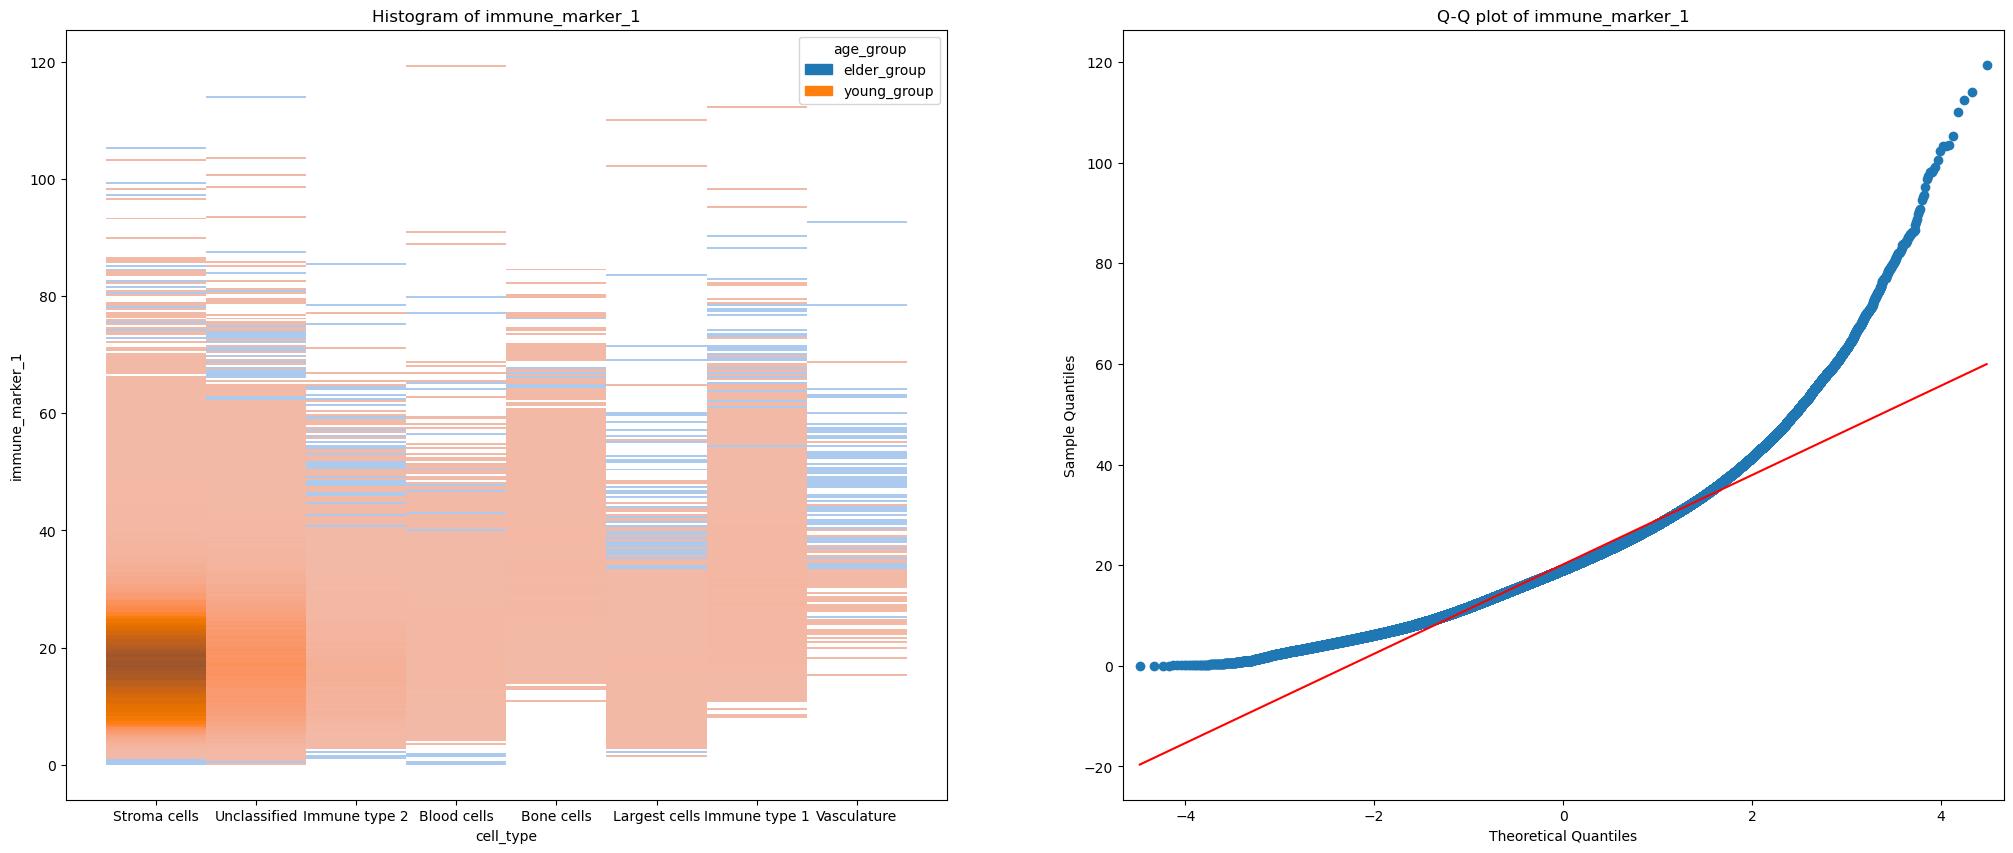 Histogram of immune_marker_1
immune_marker_1
120
100
80
60
40
20
0
age_group
elder_group
young_group
Stroma cells Unclassified Immune type 2 Blood cells Bone cells Largest cells Immune type 1 Vasculature
cell_type
Q-Q plot of immune_marker_1
Sample Quantiles
120
100
80
60
40
20
0
−20
−4 −2 0 2 4
Theoretical Quantiles